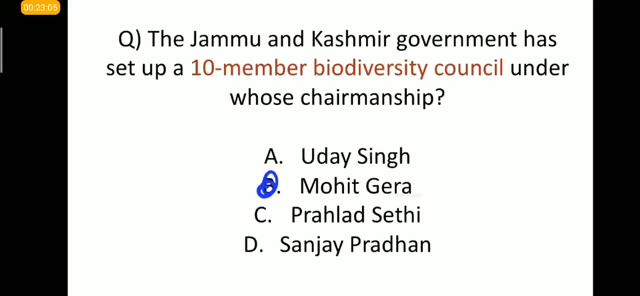 00:23:05
Q) The Jammu and Kashmir government has
set up a 10-member biodiversity council under
whose chairmanship?
A. Uday Singh
B. Mohit Gera
C. Prahlad Sethi
D. Sanjay Pradhan